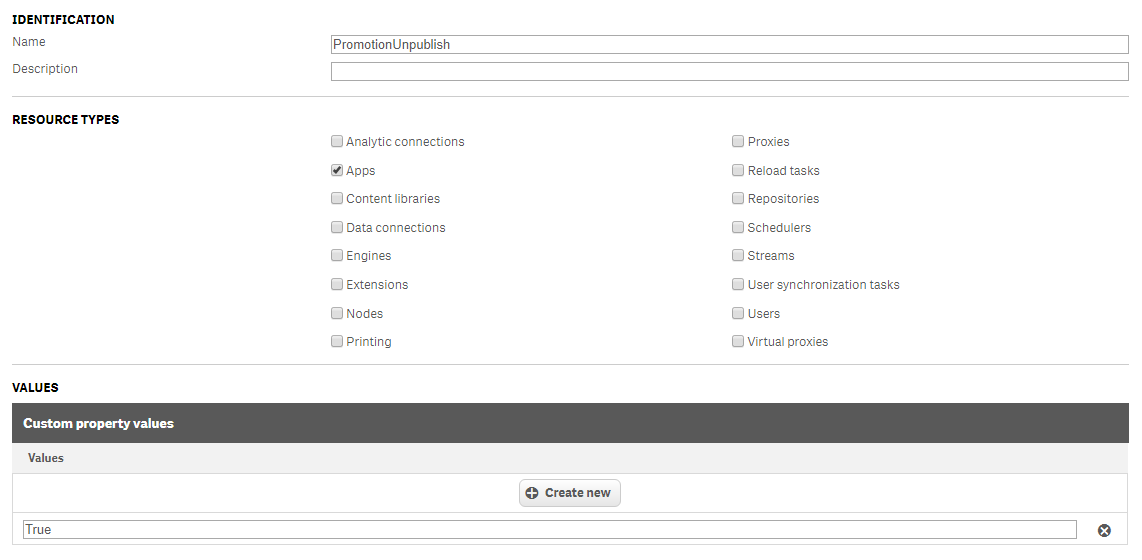 IDENTIFICATION
Name PromotionUnpublish
Description
RESOURCE TYPES
Analytic connections Proxies
Apps Reload tasks
Content libraries Repositories
Data connections Schedulers
Engines Streams
Extensions User synchronization tasks
Nodes Users
Printing Virtual proxies
VALUES
Custom property values
Values
Create new
True